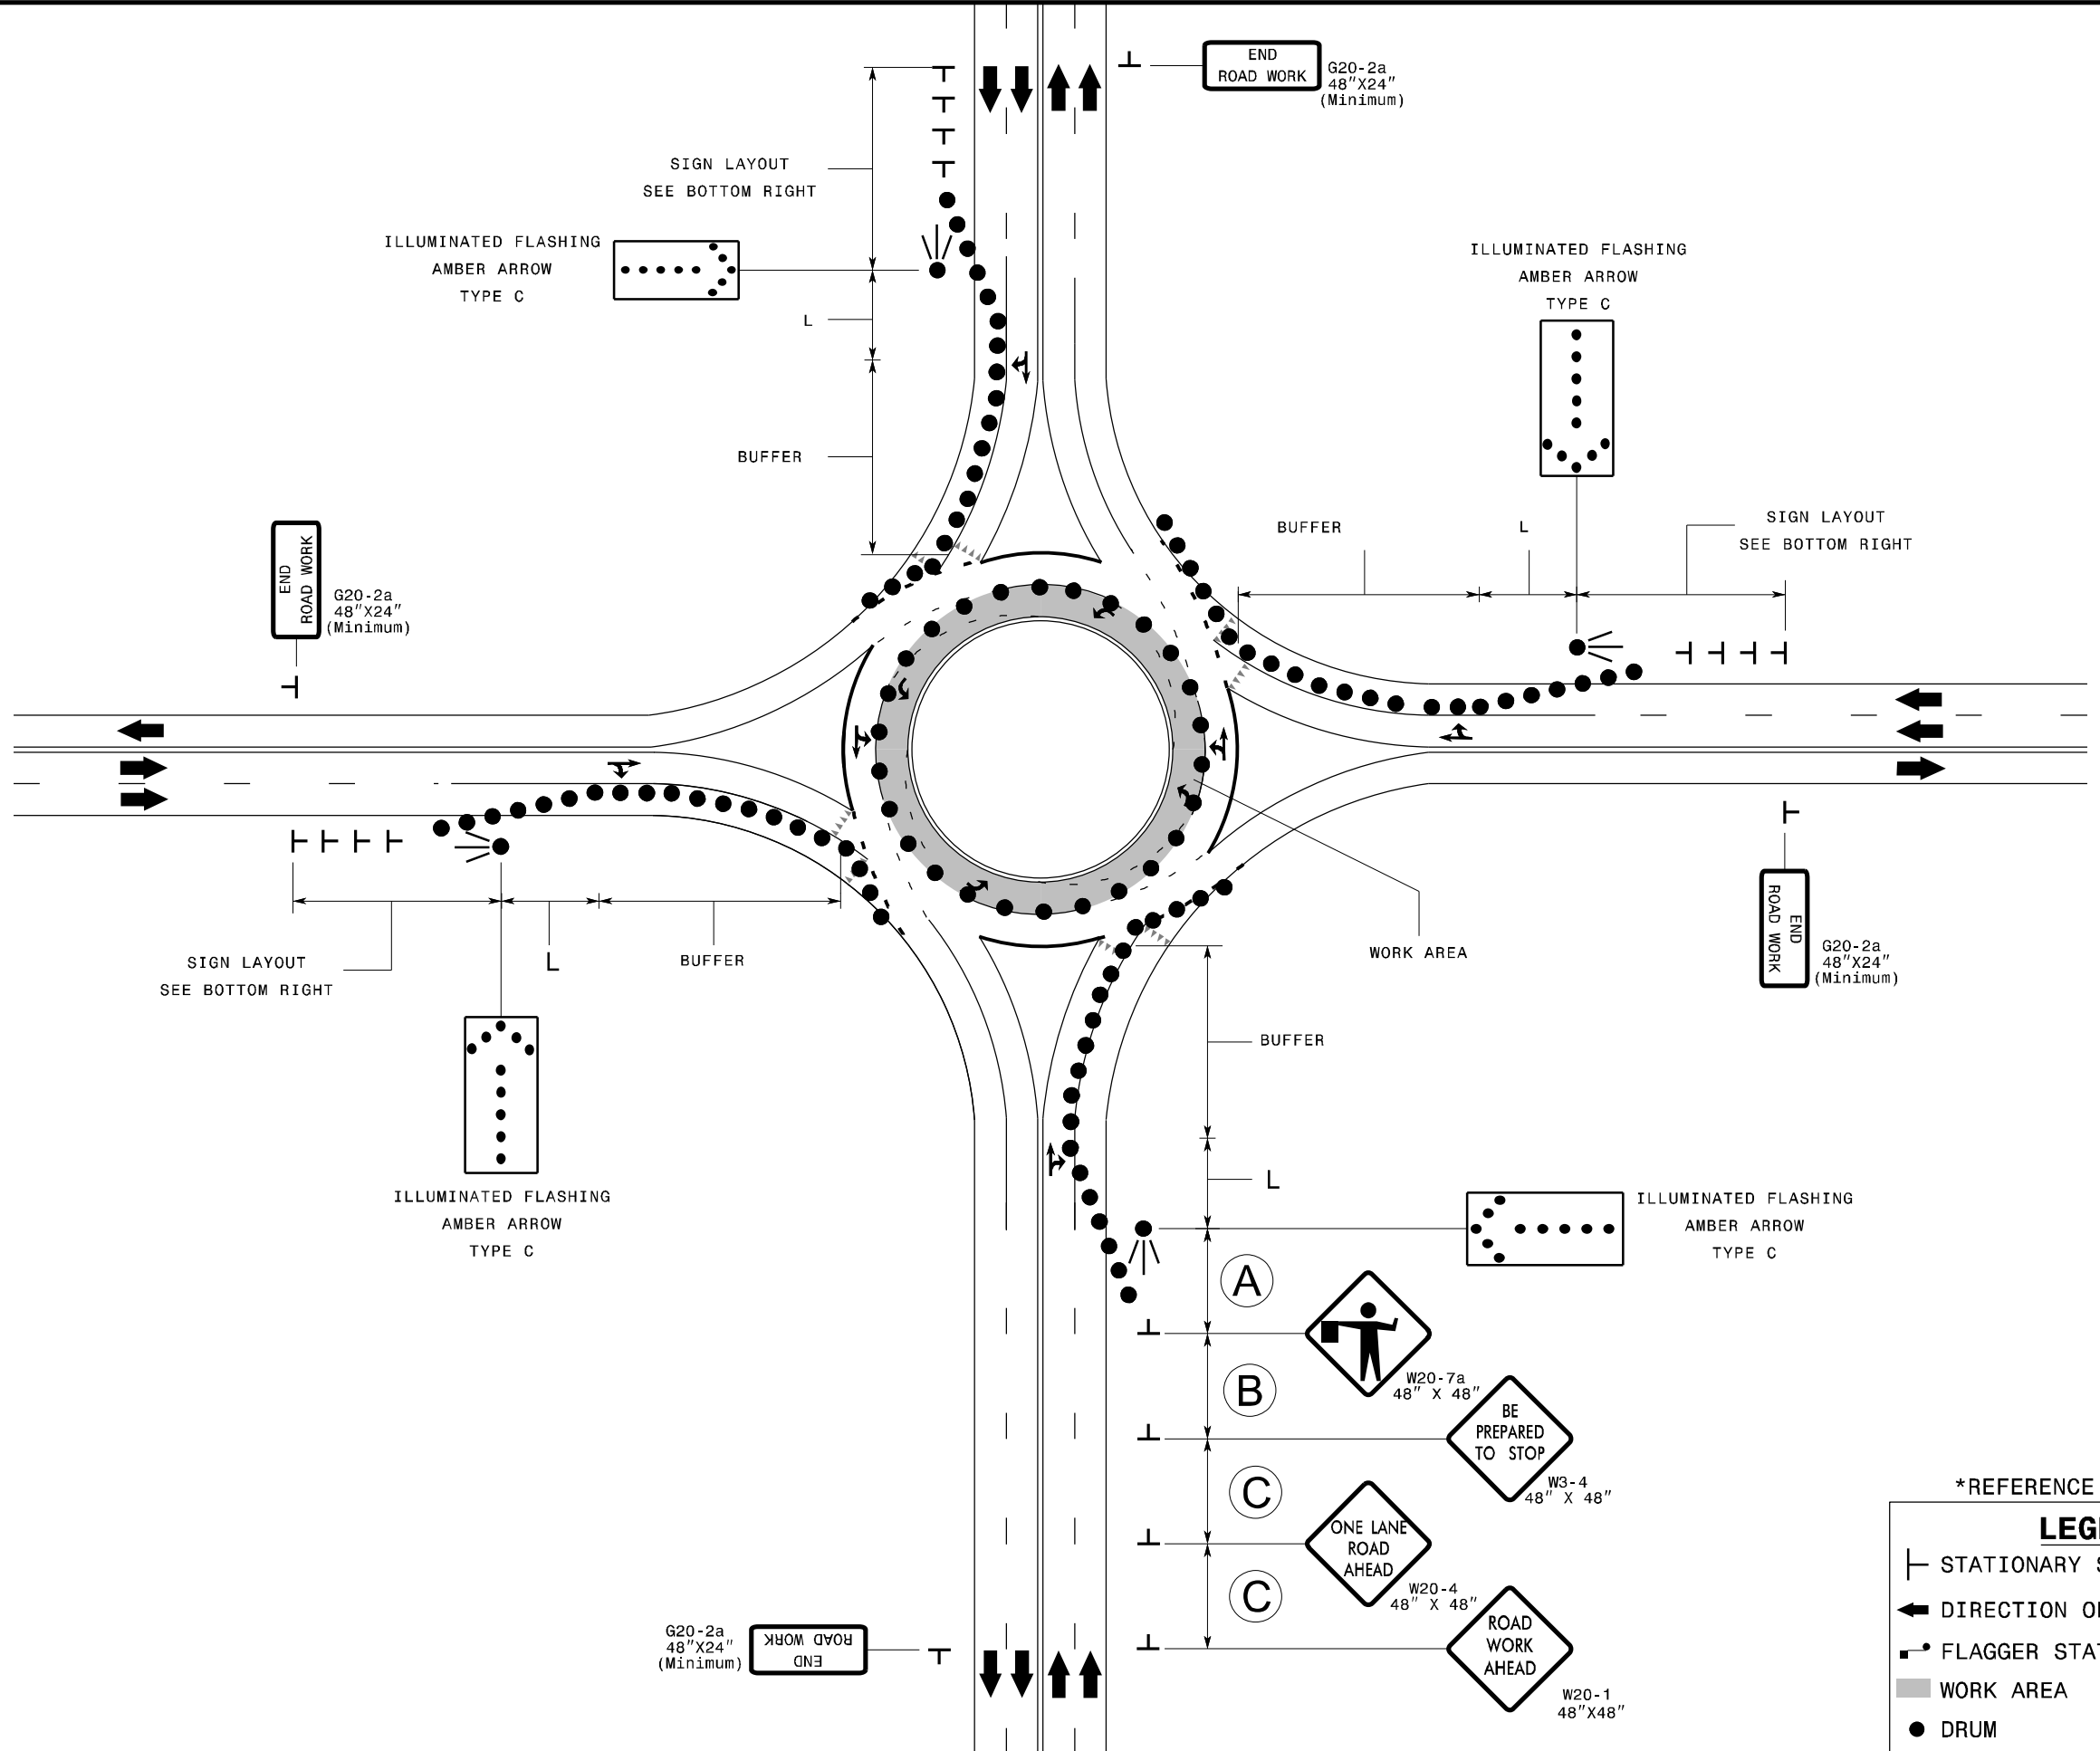 END
ROAD WORK
G20-2a
48"X24"
(Minimum)
SIGN LAYOUT
SEE BOTTOM RIGHT
ILLUMINATED FLASHING
AMBER ARROW
TYPE C
L
BUFFER
ILLUMINATED FLASHING
AMBER ARROW
TYPE C
BUFFER
L
SIGN LAYOUT
SEE BOTTOM RIGHT
END
ROAD WORK
G20-2a
48"X24"
(Minimum)
SIGN LAYOUT
SEE BOTTOM RIGHT
L
BUFFER
WORK AREA
END
ROAD WORK
G20-2a
48"X24"
(Minimum)
ILLUMINATED FLASHING
AMBER ARROW
TYPE C
BUFFER
L
ILLUMINATED FLASHING
AMBER ARROW
TYPE C
A
W20-7a
48" X 48"
B
BE
PREPARED
TO STOP
W3-4
48" X 48"
C
ONE LANE
ROAD
AHEAD
W20-4
48" X 48"
C
ROAD
WORK
AHEAD
W20-1
48"X48"
G20-2a
48"X24"
(Minimum)
END
ROAD WORK
*REFERENCE
STATIONARY
DIRECTION
FLAGGER
WORK AREA
DRUM